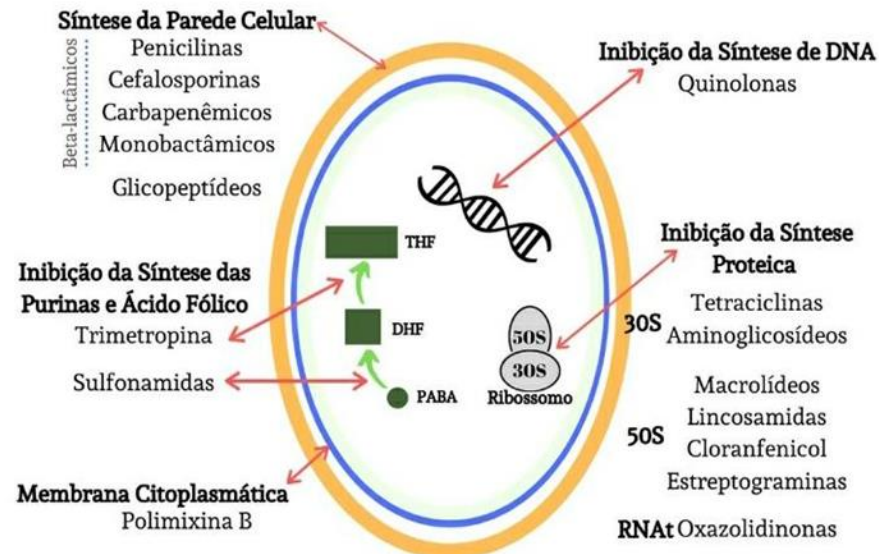 Síntese da Parede Celular
Beta-lactâmicos
Penicilinas
Cefalosporinas
Carbapenêmicos
Monobactâmicos
Glicopeptídeos
Inibição da Síntese de DNA
Quinolonas
THF
DHF
PABA
Inibição da Síntese das
Purinas e Ácido Fólico
Trimetropina
Sulfonamidas
Membrana Citoplasmática
Polimixina B
50S
30S
Ribossomo
Inibição da Síntese
Proteica
30S
Tetraciclinas
Aminoglicosídeos
50S
Macrolídeos
Lincosamidas
Cloranfenicol
Estreptograminas
RNAt Oxazolidinonas